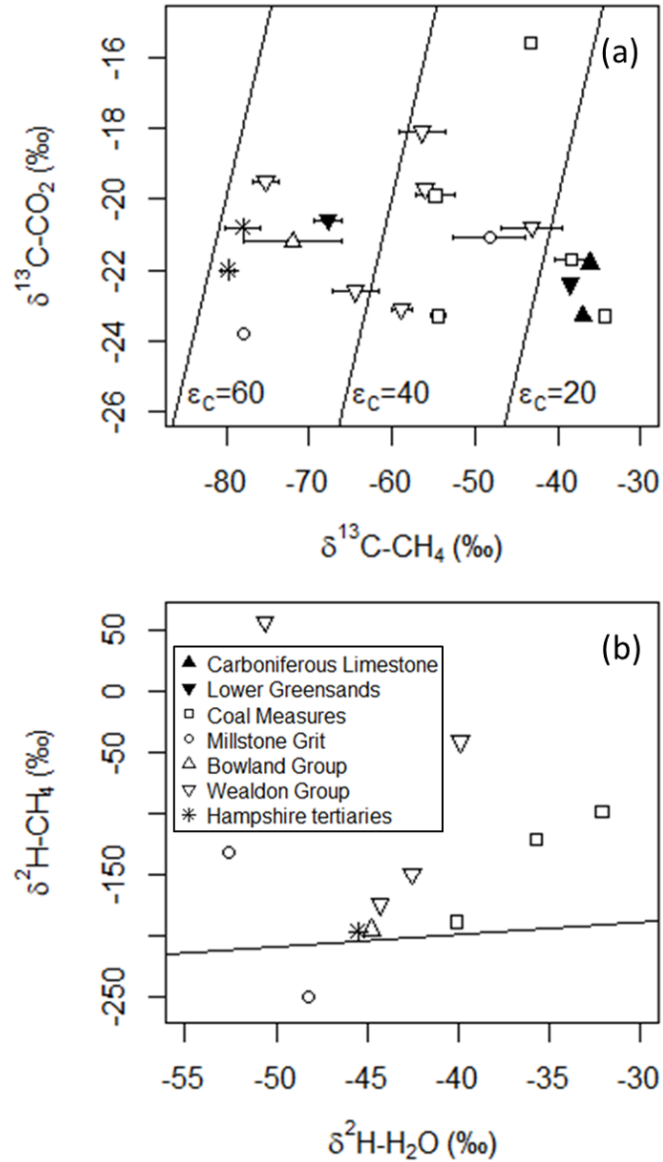 (a)
δ13C-CO2 (‰)
-16
-18
-20
-22
-24
-26
εC=60
εC=40
εC=20
-80 -70 -60 -50 -40 -30
δ13C-CH4 (‰)
(b)
δ2H-CH4 (‰)
50
0
-50
-150
-250
Carboniferous Limestone
Lower Greensands
Coal Measures
Millstone Grit
Bowland Group
Wealdon Group
Hampshire tertiaries
-55 -50 -45 -40 -35 -30
δ2H-H2O (‰)